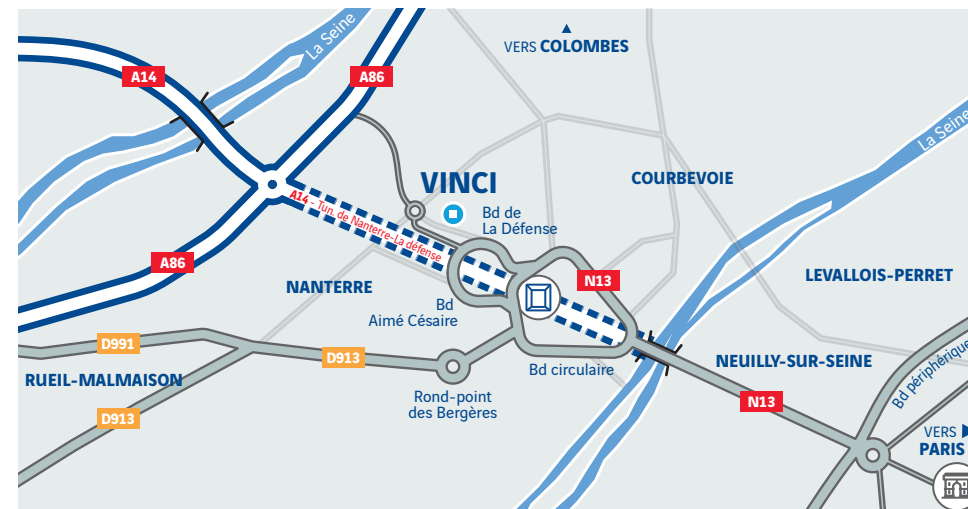 La Seine
VERS COLOMBES
A14
A86
VINCI
COURBEVOIE
La Seine
A14 - Tun. de Nanterre-La défense
Bd de
La Défense
A86
N13
LEVALLOIS-PERRET
NANTERRE
Bd
Aimé Césaire
D991
D913
Bd circulaire
NEUILLY-SUR-SEINE
Bd périphérique
RUEIL-MALMAISON
Rond-point
des Bergères
N13
D913
VERS
PARIS